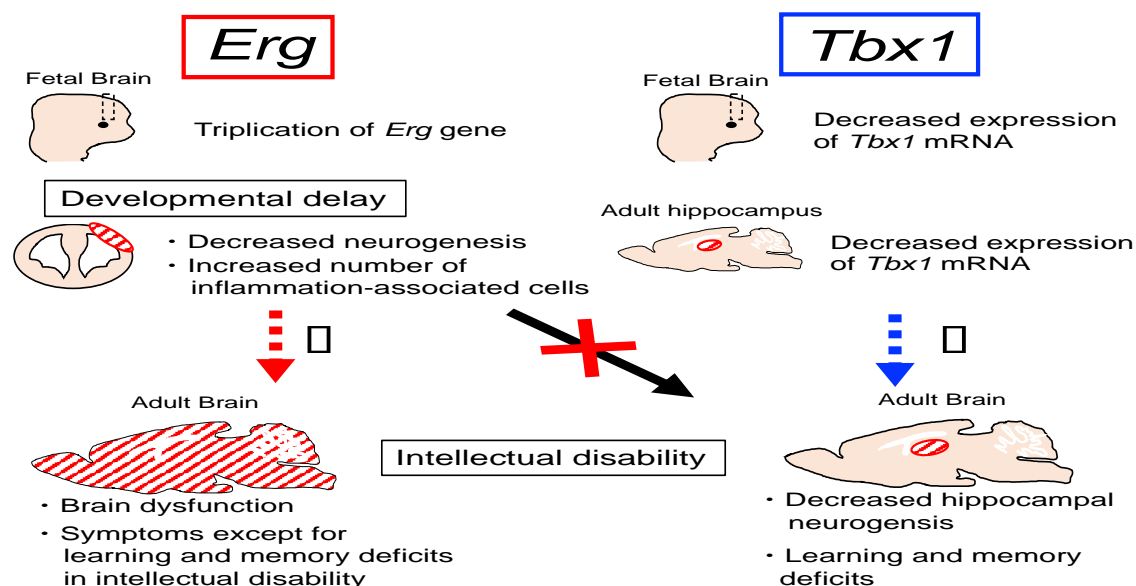 Erg
Fetal Brain
Triplication of Erg gene
Developmental delay
・Decreased neurogenesis
・Increased number of
inflammation-associated cells
Adult Brain
・Brain dysfunction
・Symptoms except for
learning and memory deficits
in intellectual disability
Intellectual disability
Tbx1
Fetal Brain
Decreased expression
of Tbx1 mRNA
Adult hippocampus
Decreased expression
of Tbx1 mRNA
Adult Brain
・Decreased hippocampal
neurogensis
・Learning and memory
deficits